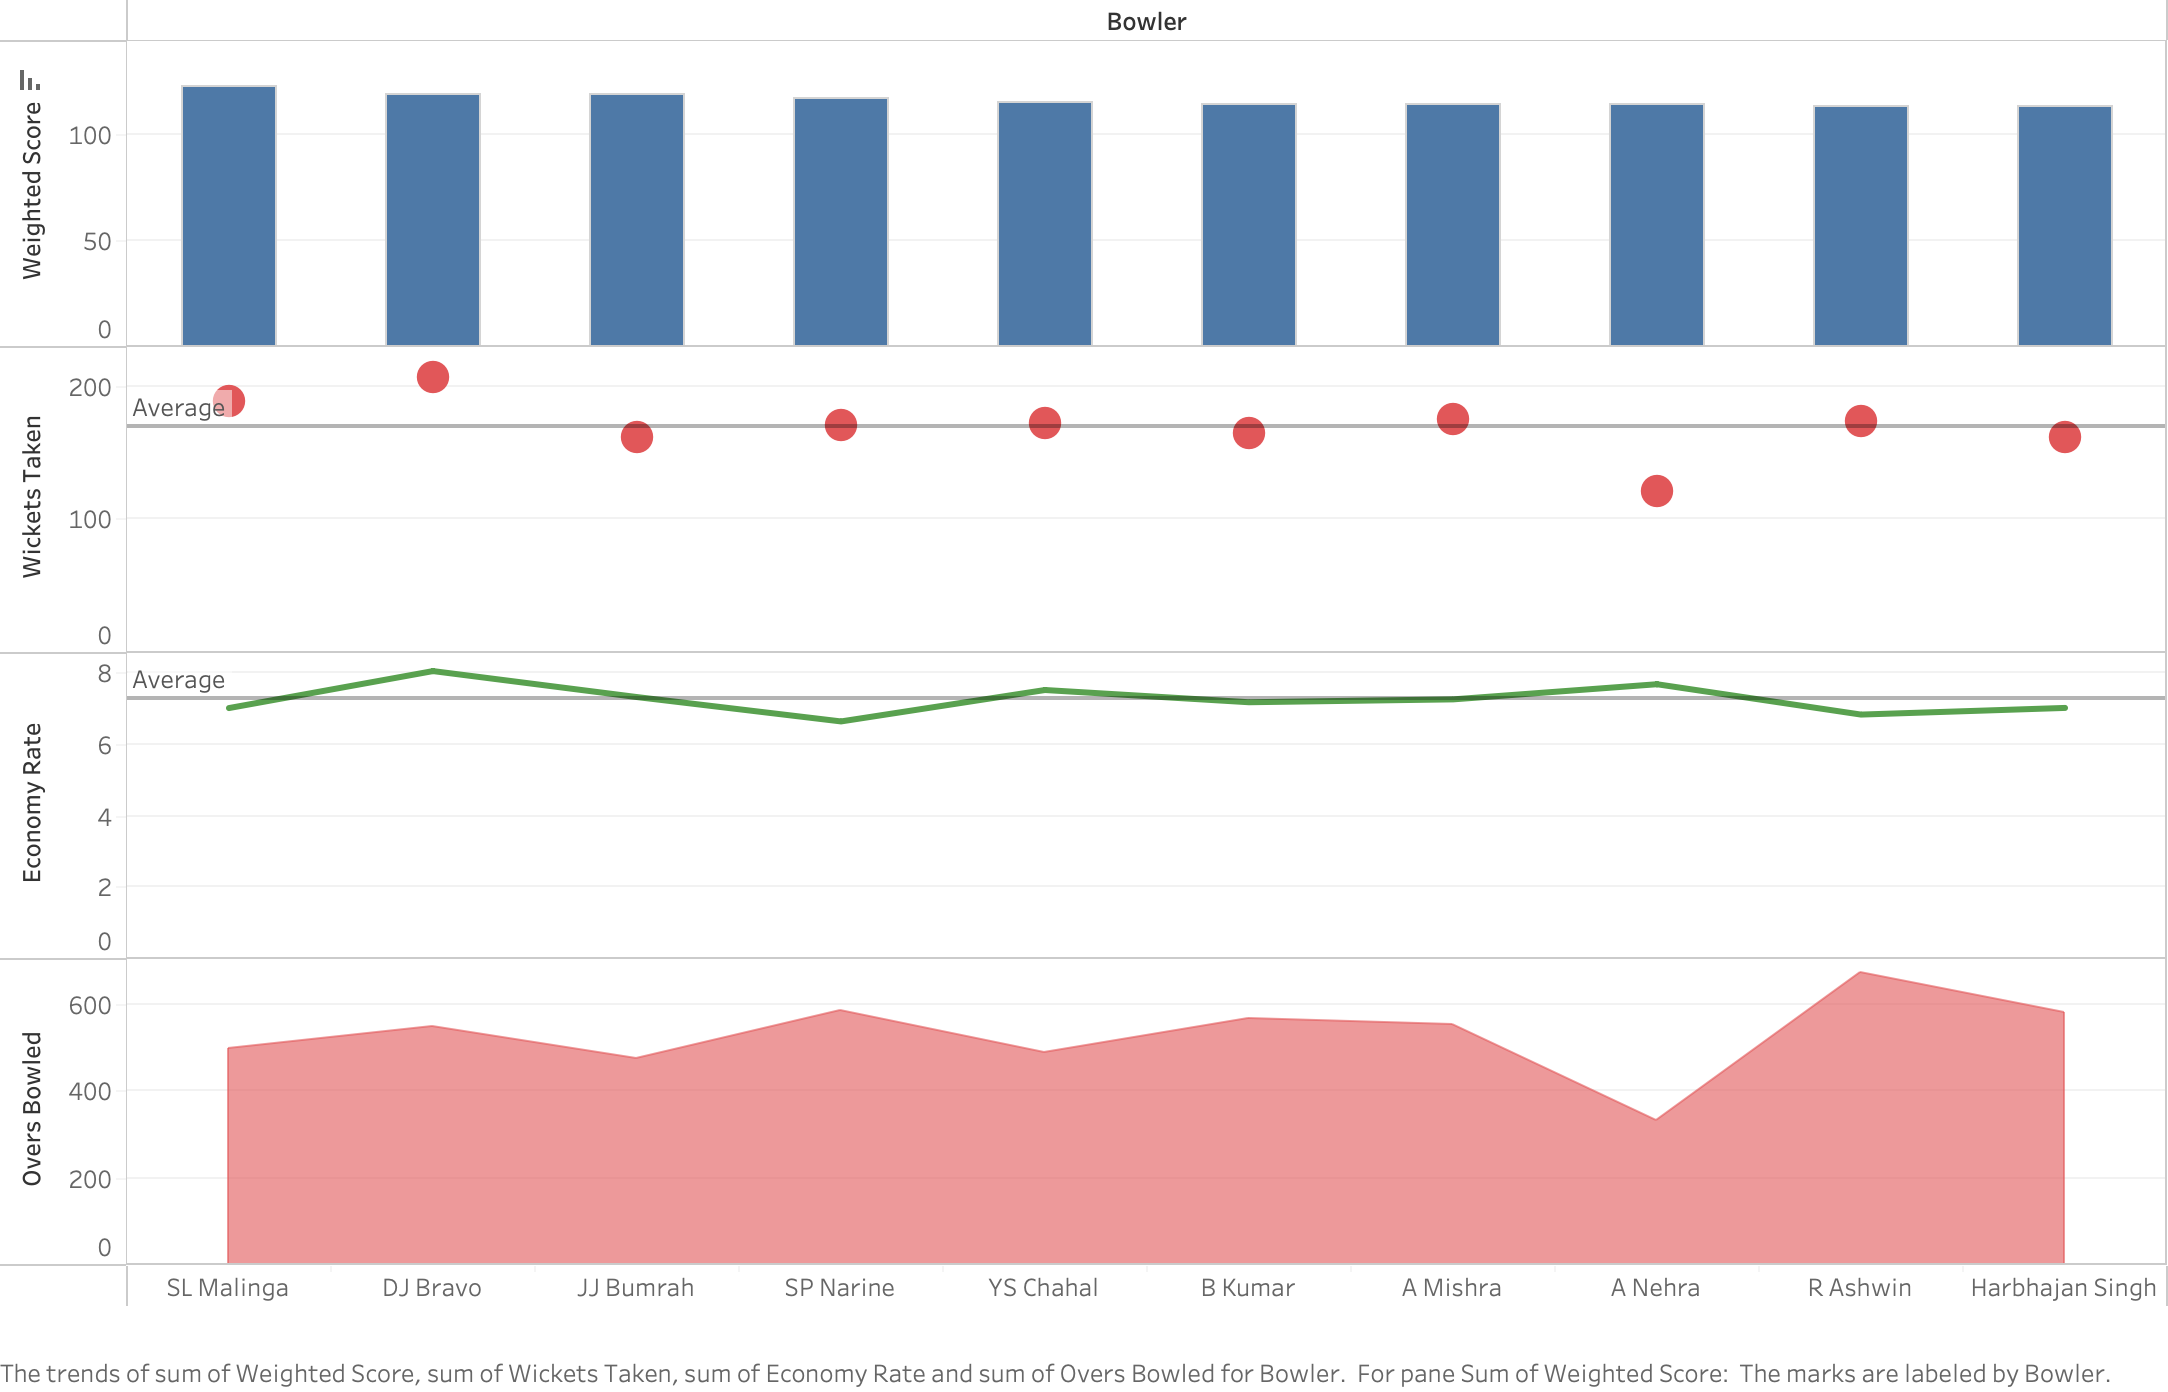 Bowler
Weighted Score
100
50
0
Wickets Taken
200
Average
100
0
Economy Rate
8
Average
6
4
2
0
Overs Bowled
600
400
200
0
SL Malinga DJ Bravo JJ Bumrah SP Narine YS Chahal B Kumar A Mishra A Nehra R Ashwin Harbhajan Singh
The trends of sum of Weighted Score, sum of Wickets Taken, sum of Economy Rate and sum of Overs Bowled for Bowler.  For pane Sum of Weighted Score:  The marks are labeled by Bowler.